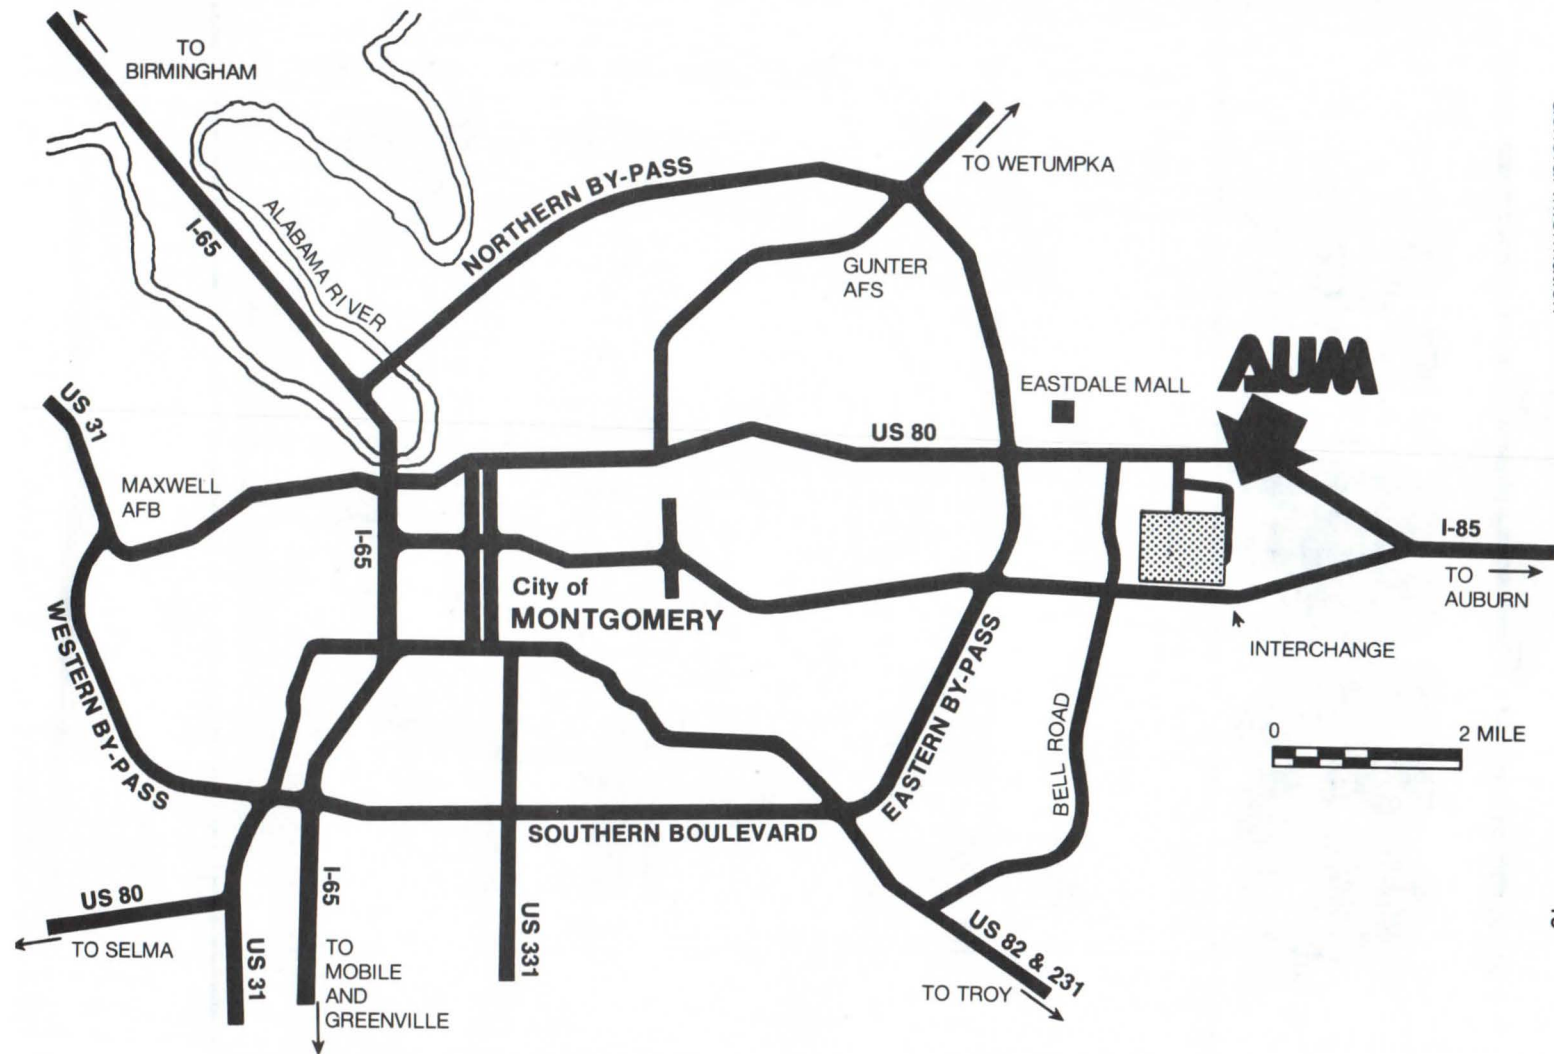 TO
BIRMINGHAM
I-65
ALABAMA RIVER
NORTHERN BY-PASS
TO WETUMPKA
GUNTER
AFS
EASTDALE MALL
AUM
US 31
MAXWELL
AFB
US 80
I-65
City of
MONTGOMERY
I-85
TO
AUBURN
INTERCHANGE
WESTERN BY-PASS
EASTERN BY-PASS
BELL ROAD
0 2 MILE
SOUTHERN BOULEVARD
US 80
TO SELMA
US 31
I-65
TO
MOBILE
AND
GREENVILLE
US 331
US 82 & 231
TO TROY